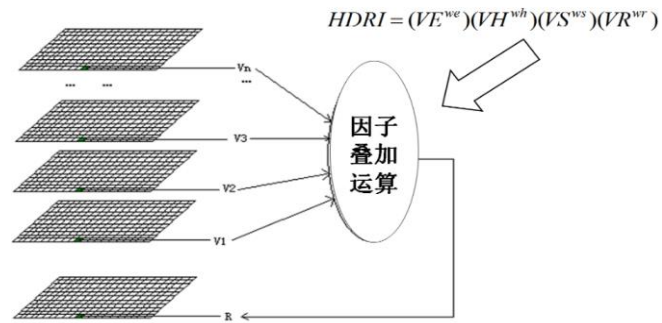 HDRI = (VE^we)(VH^wh)(VS^ws)(VR^wr)
Vn
... ... ...
V3
因子
叠加
运算
V2
V1
R